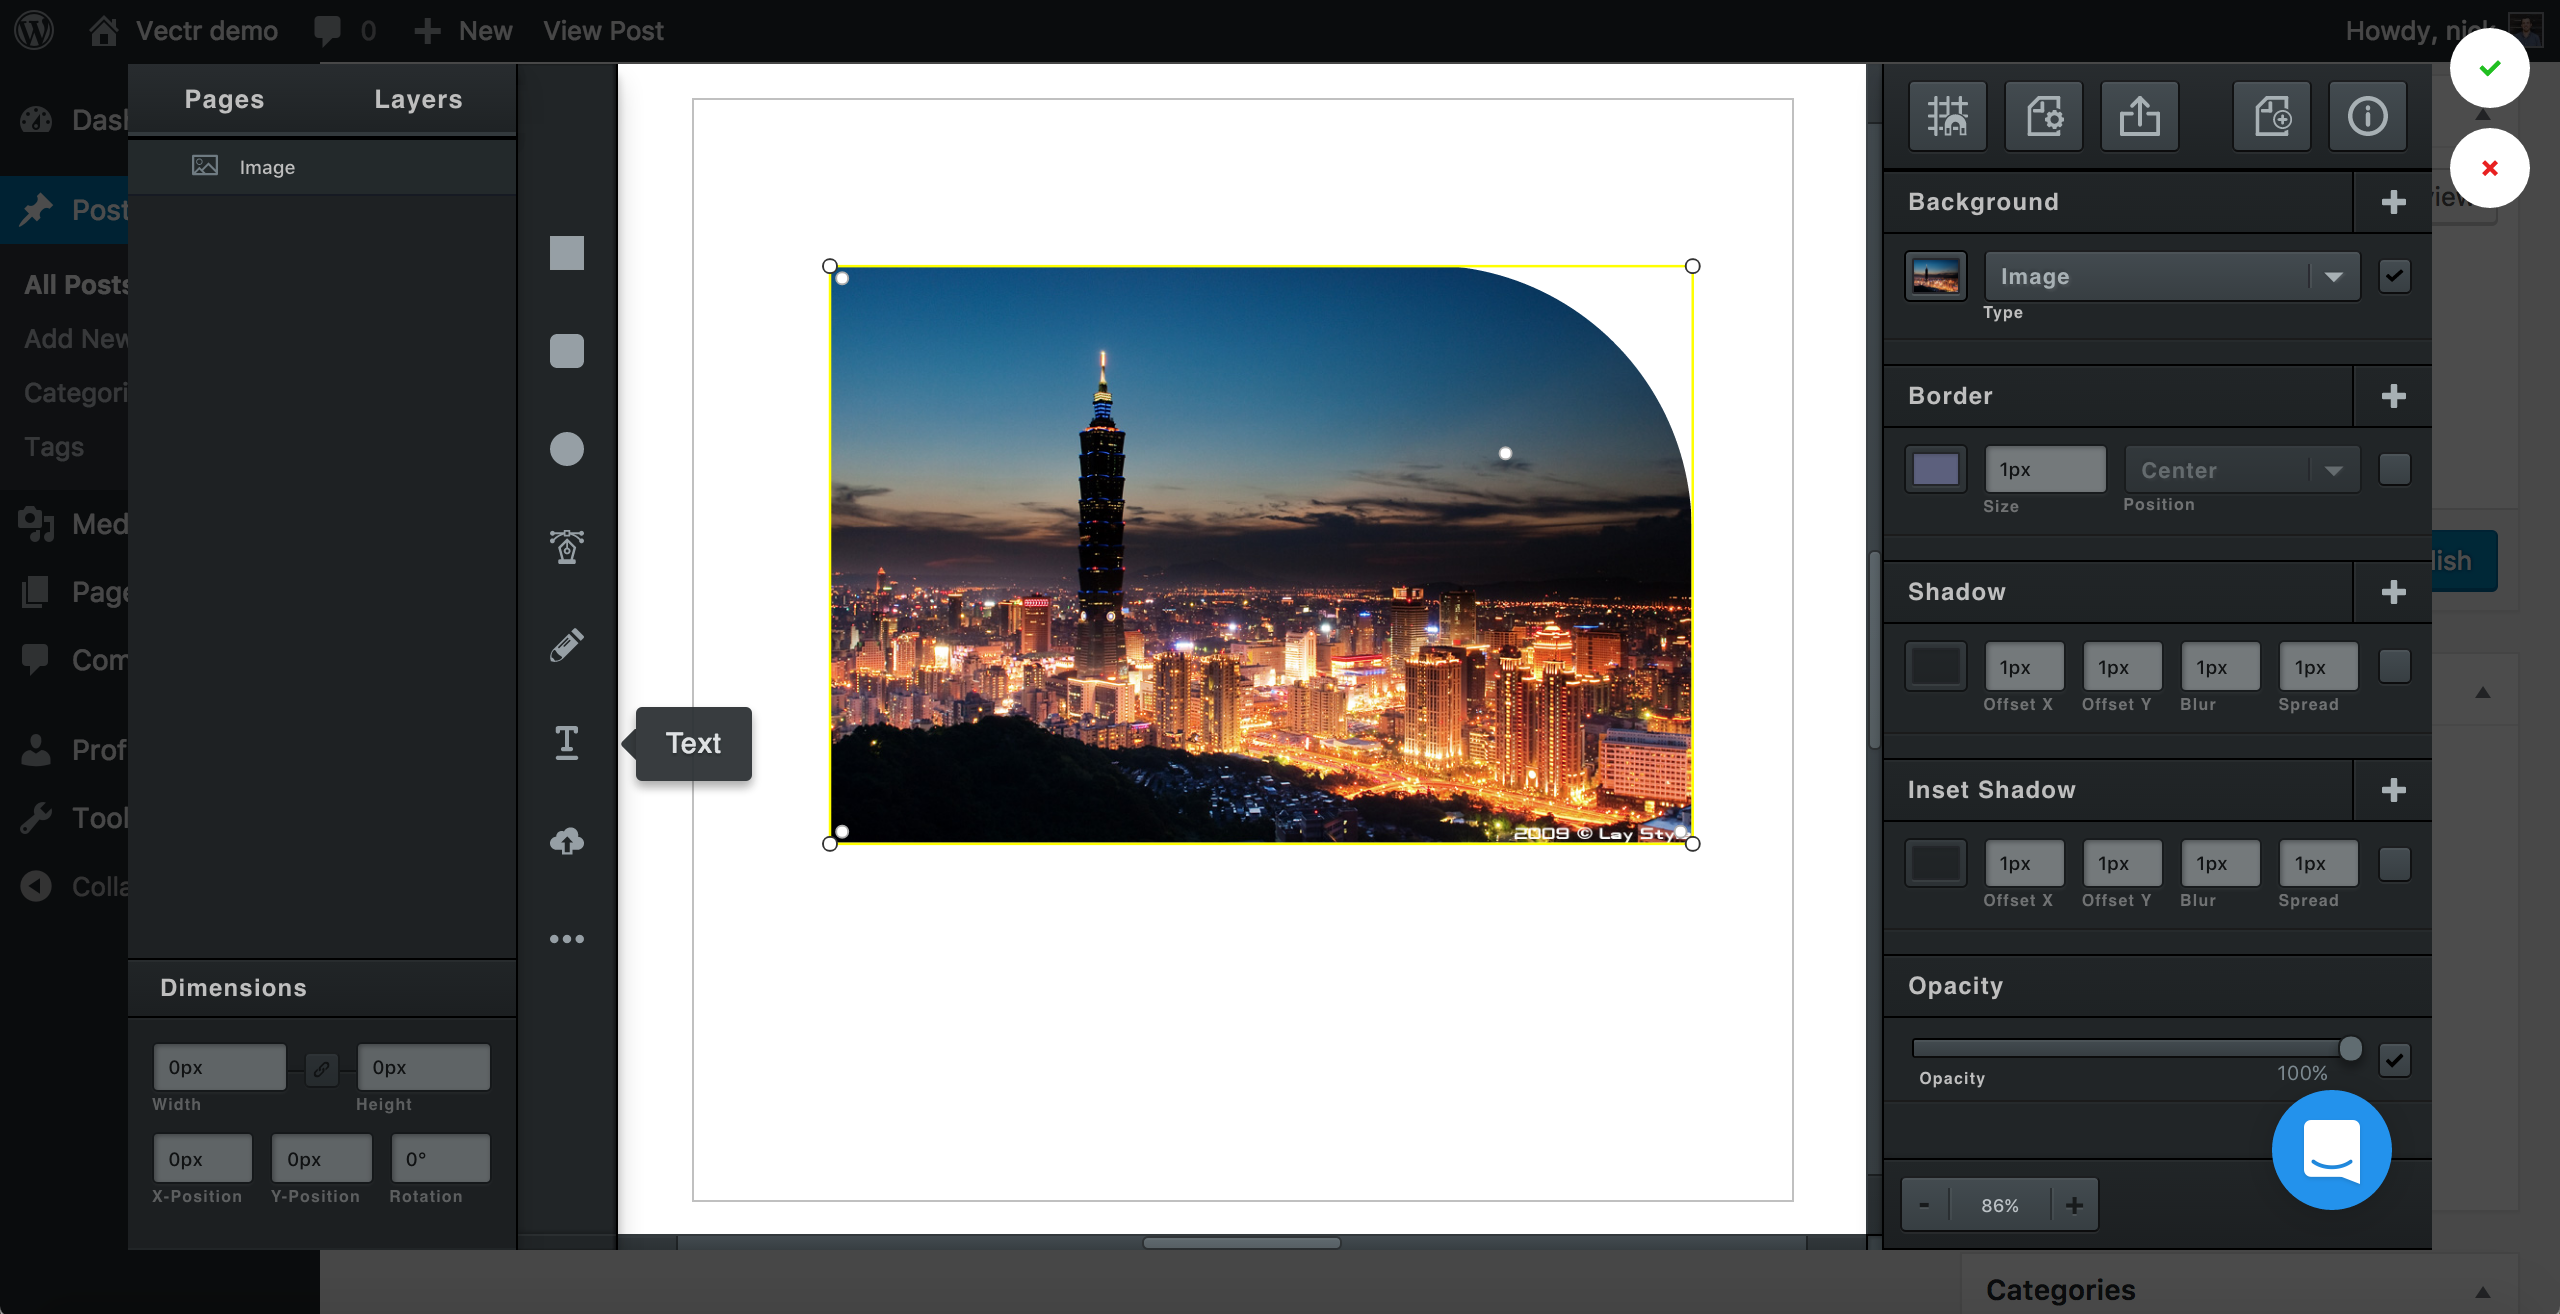 Vectr demo 0 New View Post Howdy, nick
Pages Layers
Image
Dash
Post
All Posts
Add New
Categori
Tags
Med
Page
Com
Prof
Tool
Colla
Text
2009 © Lay Sty
Dimensions
0px 0px
Width Height
0px 0px 0°
X-Position Y-Position Rotation
Background
Image
Type
Border
1px Center
Size Position
Shadow
1px 1px 1px 1px
Offset X Offset Y Blur Spread
Inset Shadow
1px 1px 1px 1px
Offset X Offset Y Blur Spread
Opacity
100%
Opacity
- 86% +
view
lish
Categories